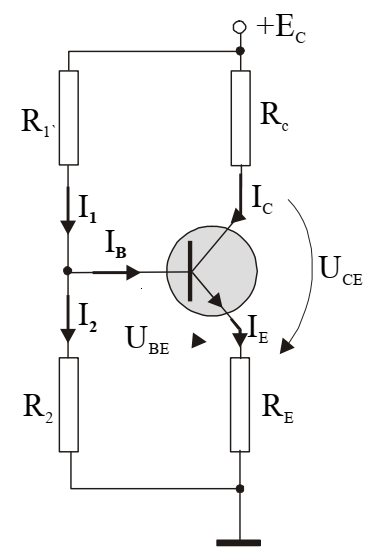 +E_C
R_1`
R_c
I_1
I_C
I_B
U_CE
I_2
U_BE
I_E
R_2
R_E